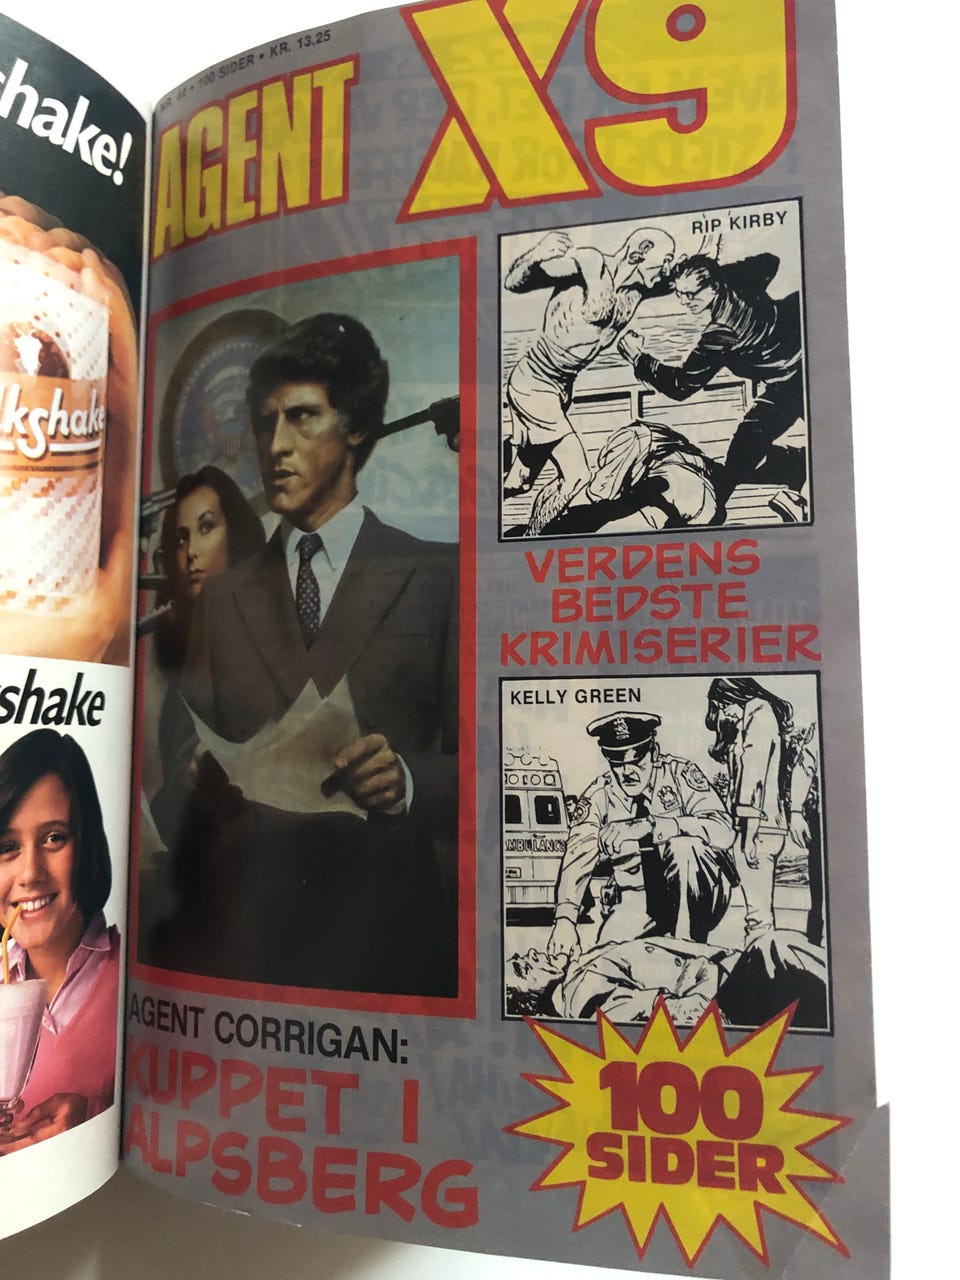 shake!
lkshake
shake
NR. 44 • 100 SIDER • KR. 13,25
AGENT X9
RIP KIRBY
VERDENS
BEDSTE
KRIMISERIER
KELLY GREEN
AMBULANCE
AGENT CORRIGAN:
KUPPET I
ALPSBERG
100
SIDER